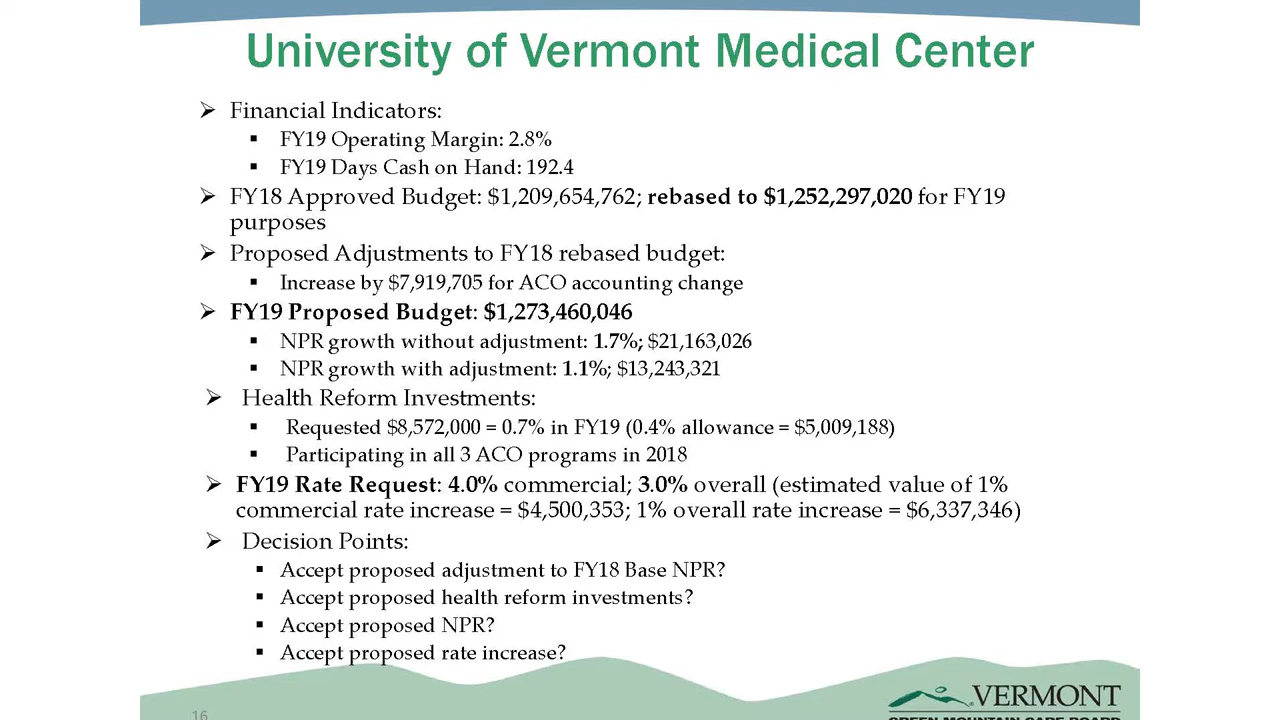 University of Vermont Medical Center
➢ Financial Indicators:
▪ FY19 Operating Margin: 2.8%
▪ FY19 Days Cash on Hand: 192.4
➢ FY18 Approved Budget: $1,209,654,762; rebased to $1,252,297,020 for FY19
purposes
➢ Proposed Adjustments to FY18 rebased budget:
▪ Increase by $7,919,705 for ACO accounting change
➢ FY19 Proposed Budget: $1,273,460,046
▪ NPR growth without adjustment: 1.7%; $21,163,026
▪ NPR growth with adjustment: 1.1%; $13,243,321
➢ Health Reform Investments:
▪ Requested $8,572,000 = 0.7% in FY19 (0.4% allowance = $5,009,188)
▪ Participating in all 3 ACO programs in 2018
➢ FY19 Rate Request: 4.0% commercial; 3.0% overall (estimated value of 1%
commercial rate increase = $4,500,353; 1% overall rate increase = $6,337,346)
➢ Decision Points:
▪ Accept proposed adjustment to FY18 Base NPR?
▪ Accept proposed health reform investments?
▪ Accept proposed NPR?
▪ Accept proposed rate increase?
16
VERMONT
GREEN MOUNTAIN CARE BOARD